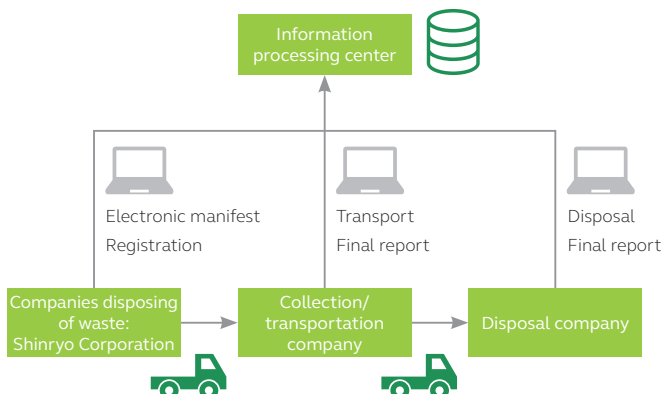 Information
processing center
Electronic manifest
Registration
Transport
Final report
Disposal
Final report
Companies disposing
of waste:
Shinryo Corporation
Collection/
transportation
company
Disposal company